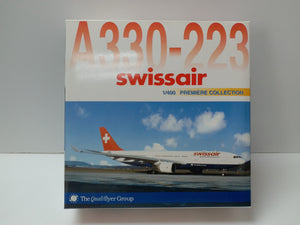 A330-223
swissair
1/400 PREMIERE COLLECTION
swissair
The Qualiflyer Group